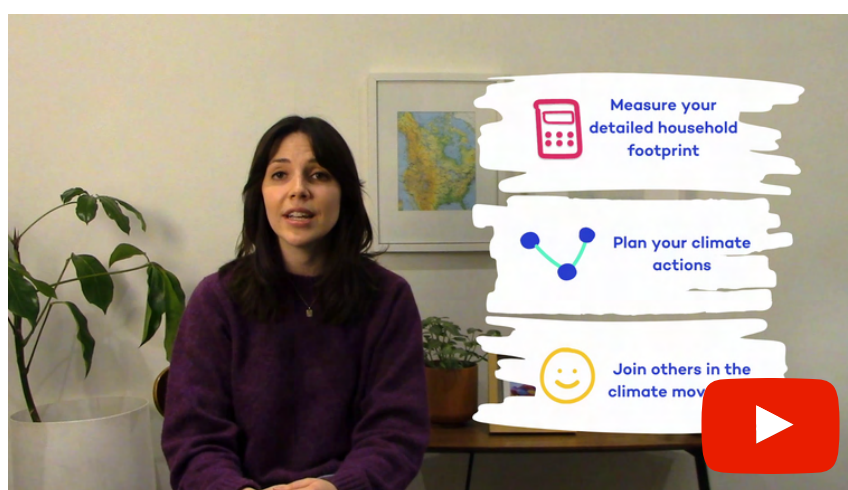 Measure your
detailed household
footprint
Plan your climate
actions
Join others in the
climate